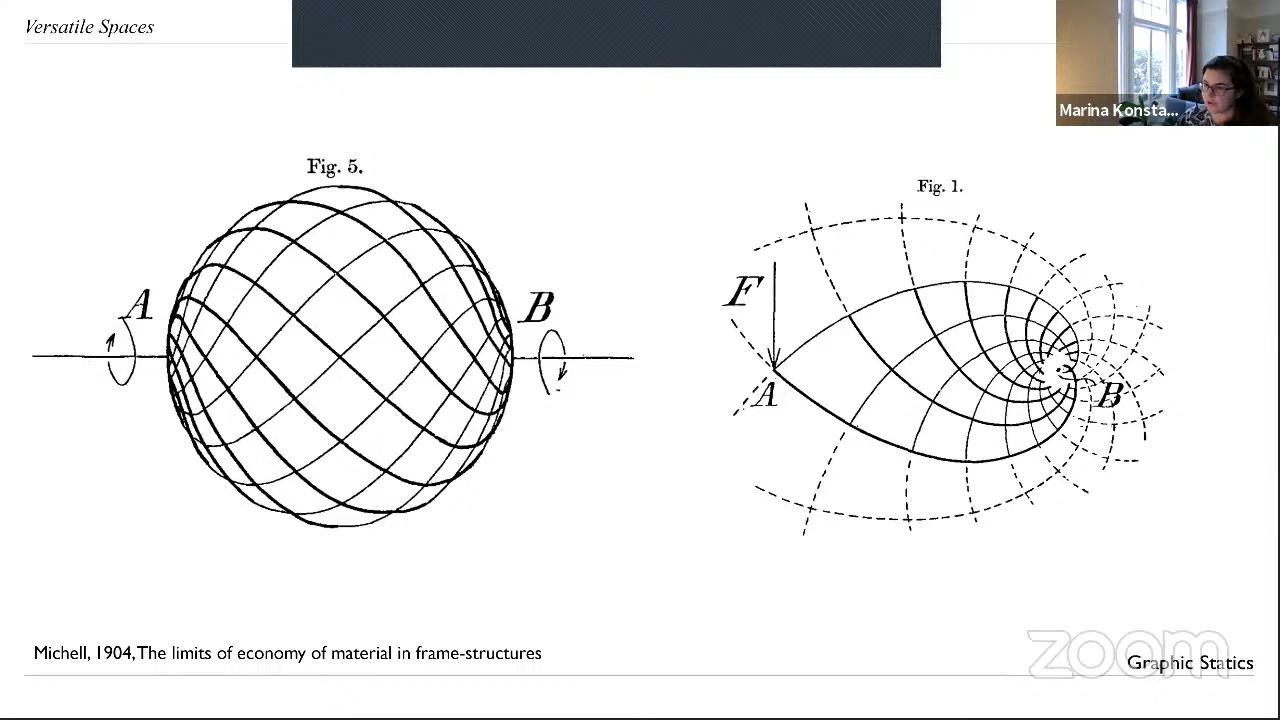 Versatile Spaces
Marina Konsta...
Fig. 5.
Fig. 1.
A
B
F
A
B
Michell, 1904, The limits of economy of material in frame-structures
zoom
Graphic Statics